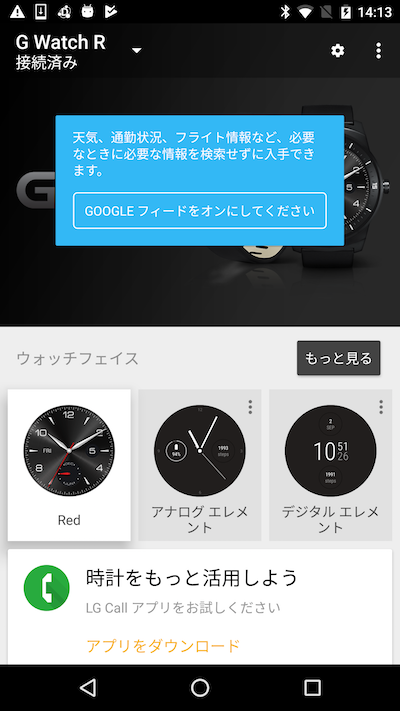 14:13
G Watch R
接続済み
天気、通勤状況、フライト情報など、必要
なときに必要な情報を検索せずに入手でき
ます。
GOOGLE フィードをオンにしてください
G
ウォッチフェイス
もっと見る
Red
アナログ エレメ
ント
デジタル エレメ
ント
12
10
FRI
94%
1993
steps
2
SEP
10 51
26
1991
steps
時計をもっと活用しよう
LG Call アプリをお試しください
アプリをダウンロード